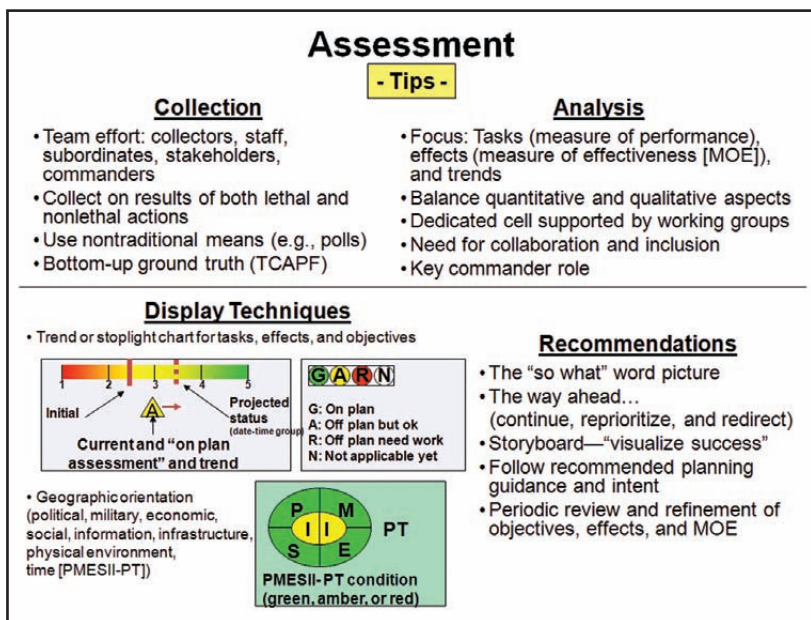 Assessment
- Tips -
Collection
• Team effort: collectors, staff,
subordinates, stakeholders,
commanders
• Collect on results of both lethal and
nonlethal actions
• Use nontraditional means (e.g., polls)
• Bottom-up ground truth (TCAPF)
Analysis
• Focus: Tasks (measure of performance),
effects (measure of effectiveness [MOE]),
and trends
• Balance quantitative and qualitative aspects
• Dedicated cell supported by working groups
• Need for collaboration and inclusion
• Key commander role
Display Techniques
• Trend or stoplight chart for tasks, effects, and objectives
1 2 3 4 5
Initial
A
Projected
status
(date-time group)
Current and "on plan
assessment" and trend
G A R N
G: On plan
A: Off plan but ok
R: Off plan need work
N: Not applicable yet
• Geographic orientation
(political, military, economic,
social, information, infrastructure,
physical environment,
time [PMESII-PT])
P M
I I PT
S E
PMESII-PT condition
(green, amber, or red)
Recommendations
• The “so what” word picture
• The way ahead…
(continue, reprioritize, and redirect)
• Storyboard—“visualize success”
• Follow recommended planning
guidance and intent
• Periodic review and refinement of
objectives, effects, and MOE